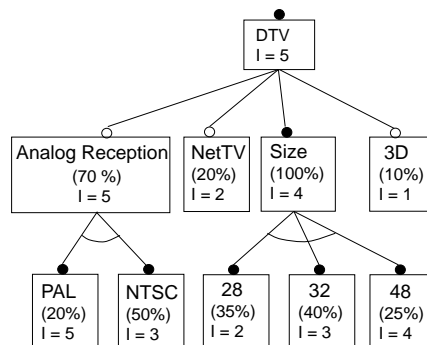 DTV
I = 5
Analog Reception
(70 %)
I = 5
NetTV
(20%)
I = 2
Size
(100%)
I = 4
3D
(10%)
I = 1
PAL
(20%)
I = 5
NTSC
(50%)
I = 3
28
(35%)
I = 2
32
(40%)
I = 3
48
(25%)
I = 4